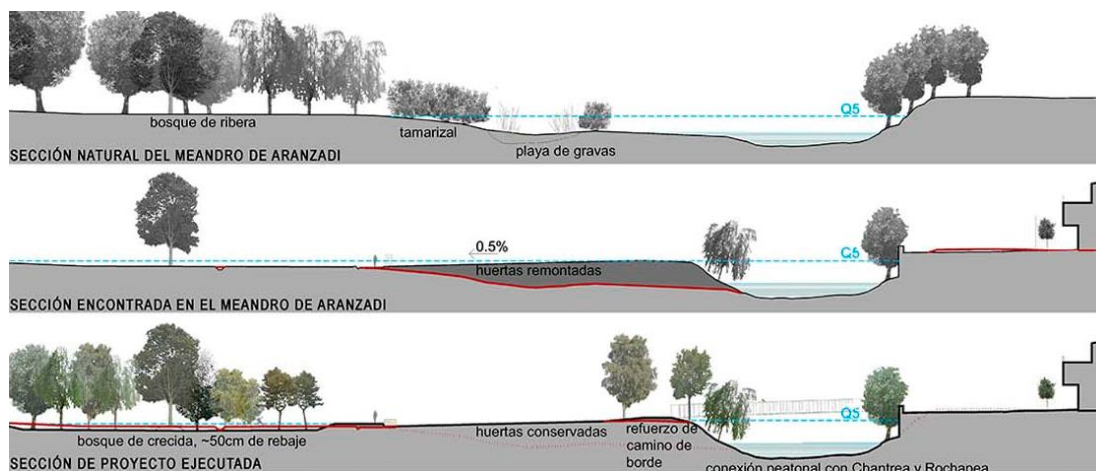 Q5
bosque de ribera
tamarizal
playa de gravas
SECCIÓN NATURAL DEL MEANDRO DE ARANZADI
0.5%
Q5
huertas remontadas
SECCIÓN ENCONTRADA EN EL MEANDRO DE ARANZADI
Q5
bosque de crecida, ~50cm de rebaje
huertas conservadas
refuerzo de
camino de
borde
SECCIÓN DE PROYECTO EJECUTADA
conexión peatonal con Chantrea y Rochapea